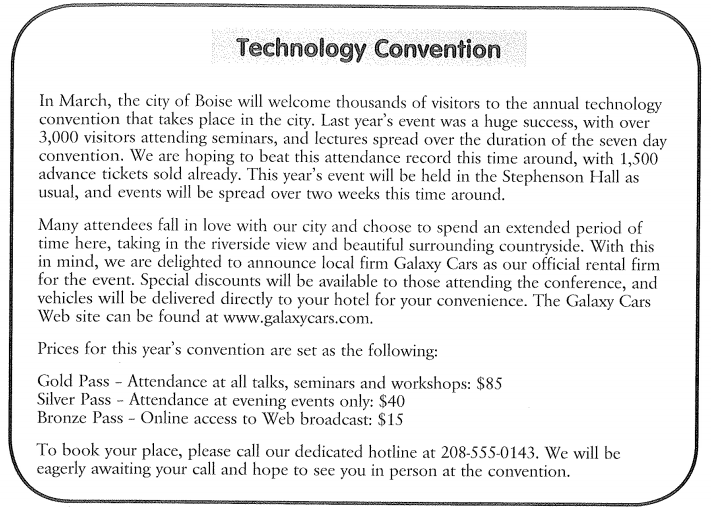 Technology Convention
In March, the city of Boise will welcome thousands of visitors to the annual technology
convention that takes place in the city. Last year's event was a huge success, with over
3,000 visitors attending seminars, and lectures spread over the duration of the seven day
convention. We are hoping to beat this attendance record this time around, with 1,500
advance tickets sold already. This year's event will be held in the Stephenson Hall as
usual, and events will be spread over two weeks this time around.
Many attendees fall in love with our city and choose to spend an extended period of
time here, taking in the riverside view and beautiful surrounding countryside. With this
in mind, we are delighted to announce local firm Galaxy Cars as our official rental firm
for the event. Special discounts will be available to those attending the conference, and
vehicles will be delivered directly to your hotel for your convenience. The Galaxy Cars
Web site can be found at www.galaxycars.com.
Prices for this year's convention are set as the following:
Gold Pass – Attendance at all talks, seminars and workshops: $85
Silver Pass – Attendance at evening events only: $40
Bronze Pass – Online access to Web broadcast: $15
To book your place, please call our dedicated hotline at 208-555-0143. We will be
eagerly awaiting your call and hope to see you in person at the convention.